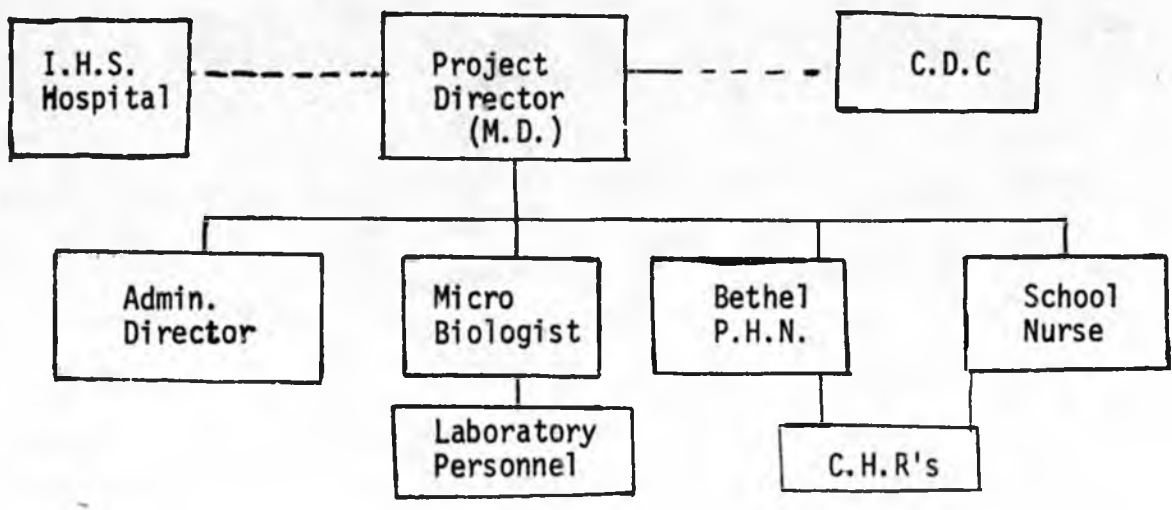 I.H.S.
Hospital
Project
Director
(M.D.)
C.D.C
Admin.
Director
Micro
Biologist
Bethel
P.H.N.
School
Nurse
Laboratory
Personnel
C.H.R's